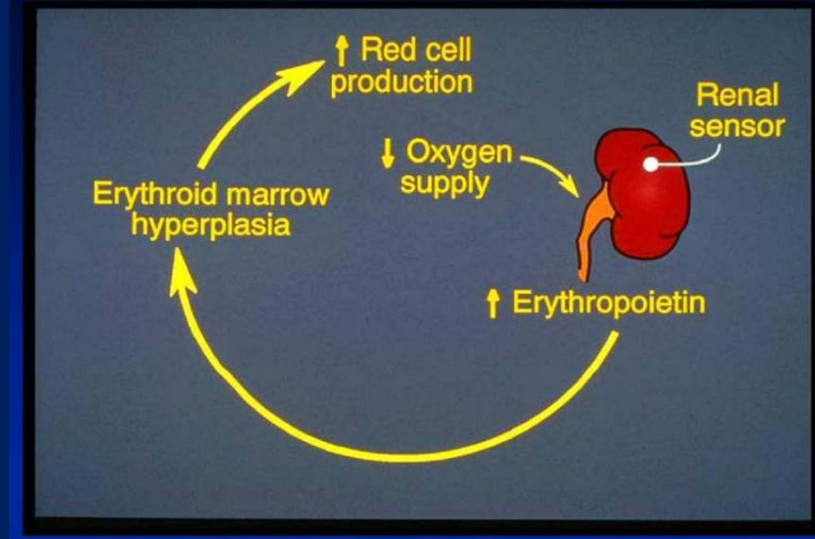 ↑ Red cell
production
Renal
sensor
↓ Oxygen
supply
Erythroid marrow
hyperplasia
↑ Erythropoietin